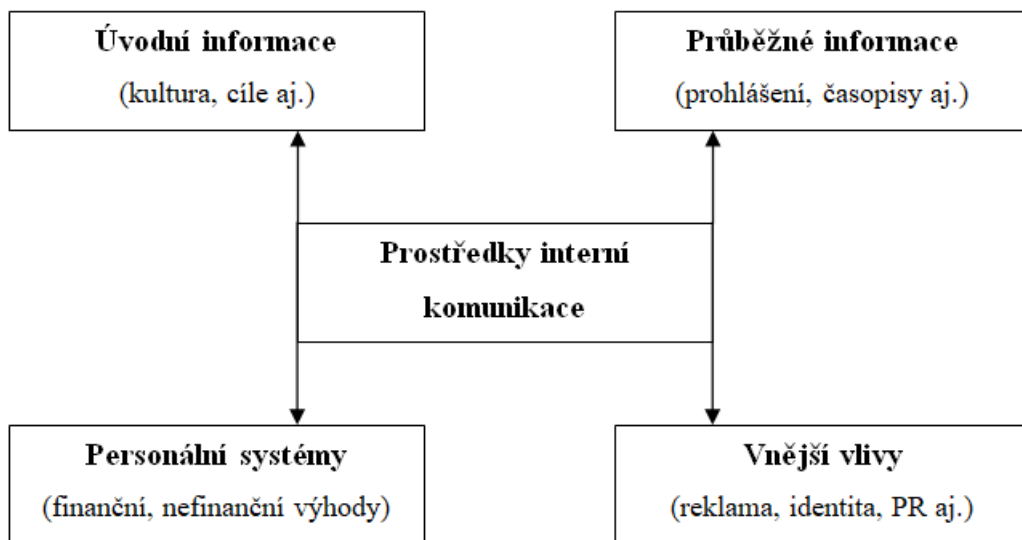 Úvodní informace
(kultura, cíle aj.)
Průběžné informace
(prohlášení, časopisy aj.)
Prostředky interní
komunikace
Personální systémy
(finanční, nefinanční výhody)
Vnější vlivy
(reklama, identita, PR aj.)